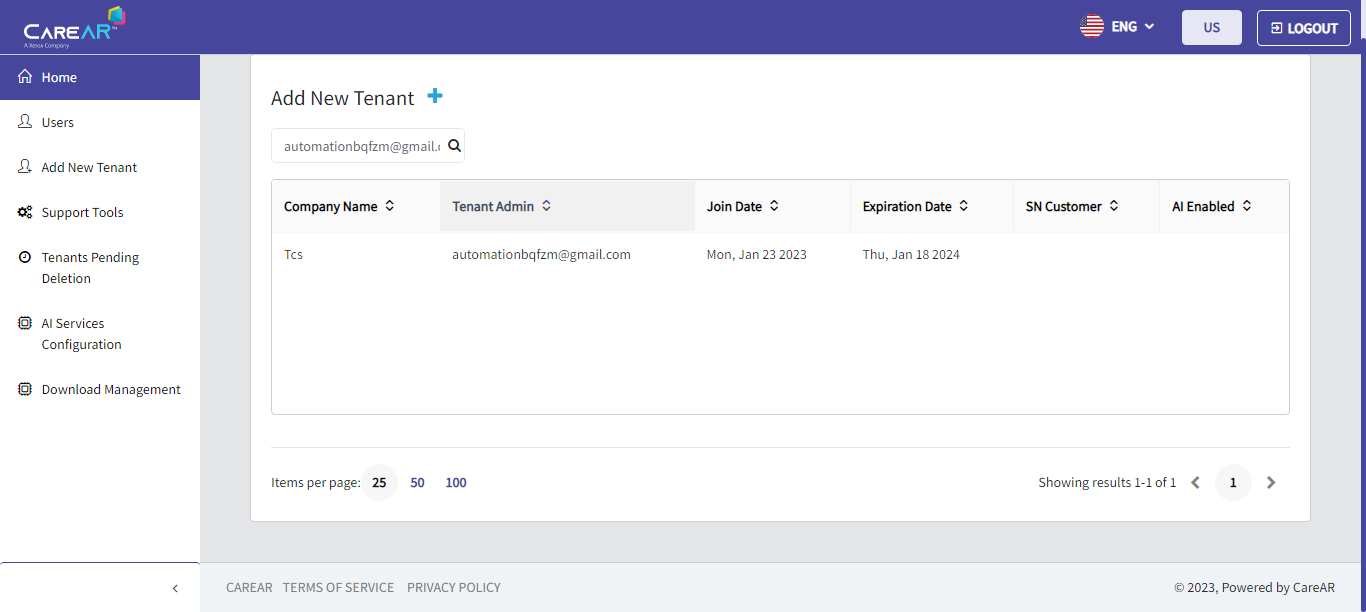 CAREAR™
A Xerox Company
ENG
US
LOGOUT
Home
Users
Add New Tenant
Support Tools
Tenants Pending
Deletion
AI Services
Configuration
Download Management
Add New Tenant
automationbqfzm@gmail.c
Company Name Tenant Admin Join Date Expiration Date SN Customer AI Enabled
Tcs automationbqfzm@gmail.com Mon, Jan 23 2023 Thu, Jan 18 2024
Items per page: 25 50 100
Showing results 1-1 of 1 1
CAREAR TERMS OF SERVICE PRIVACY POLICY
© 2023, Powered by CareAR